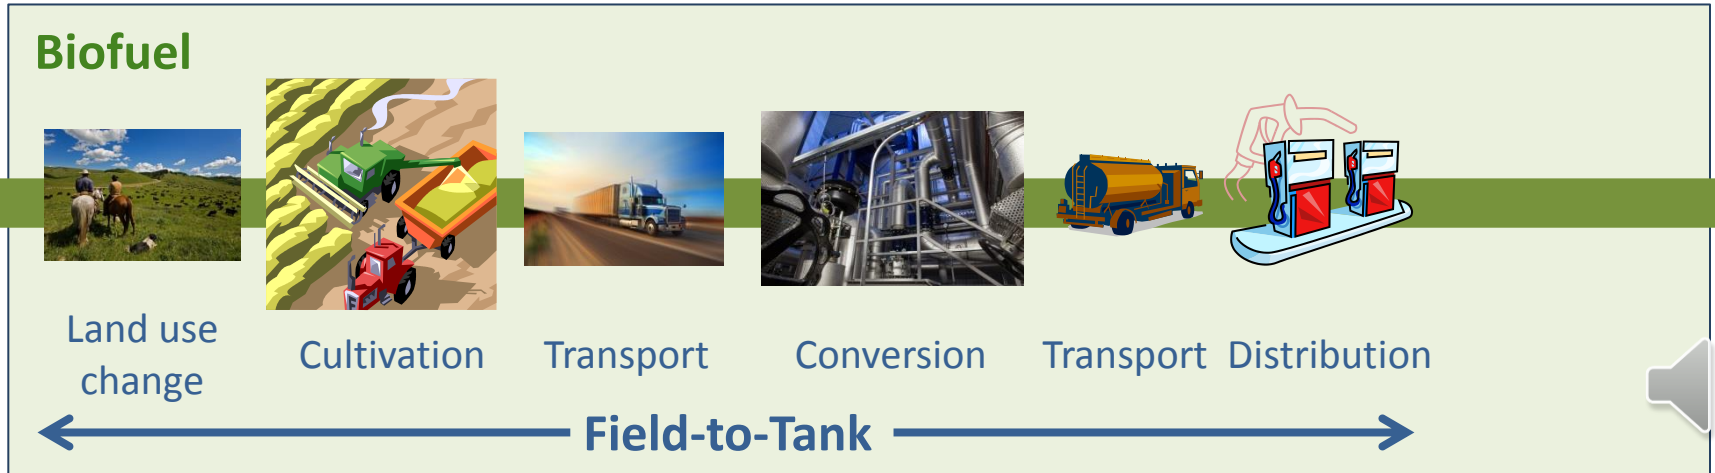 Biofuel
Land use
change
Cultivation
Transport
Conversion
Transport
Distribution
Field-to-Tank